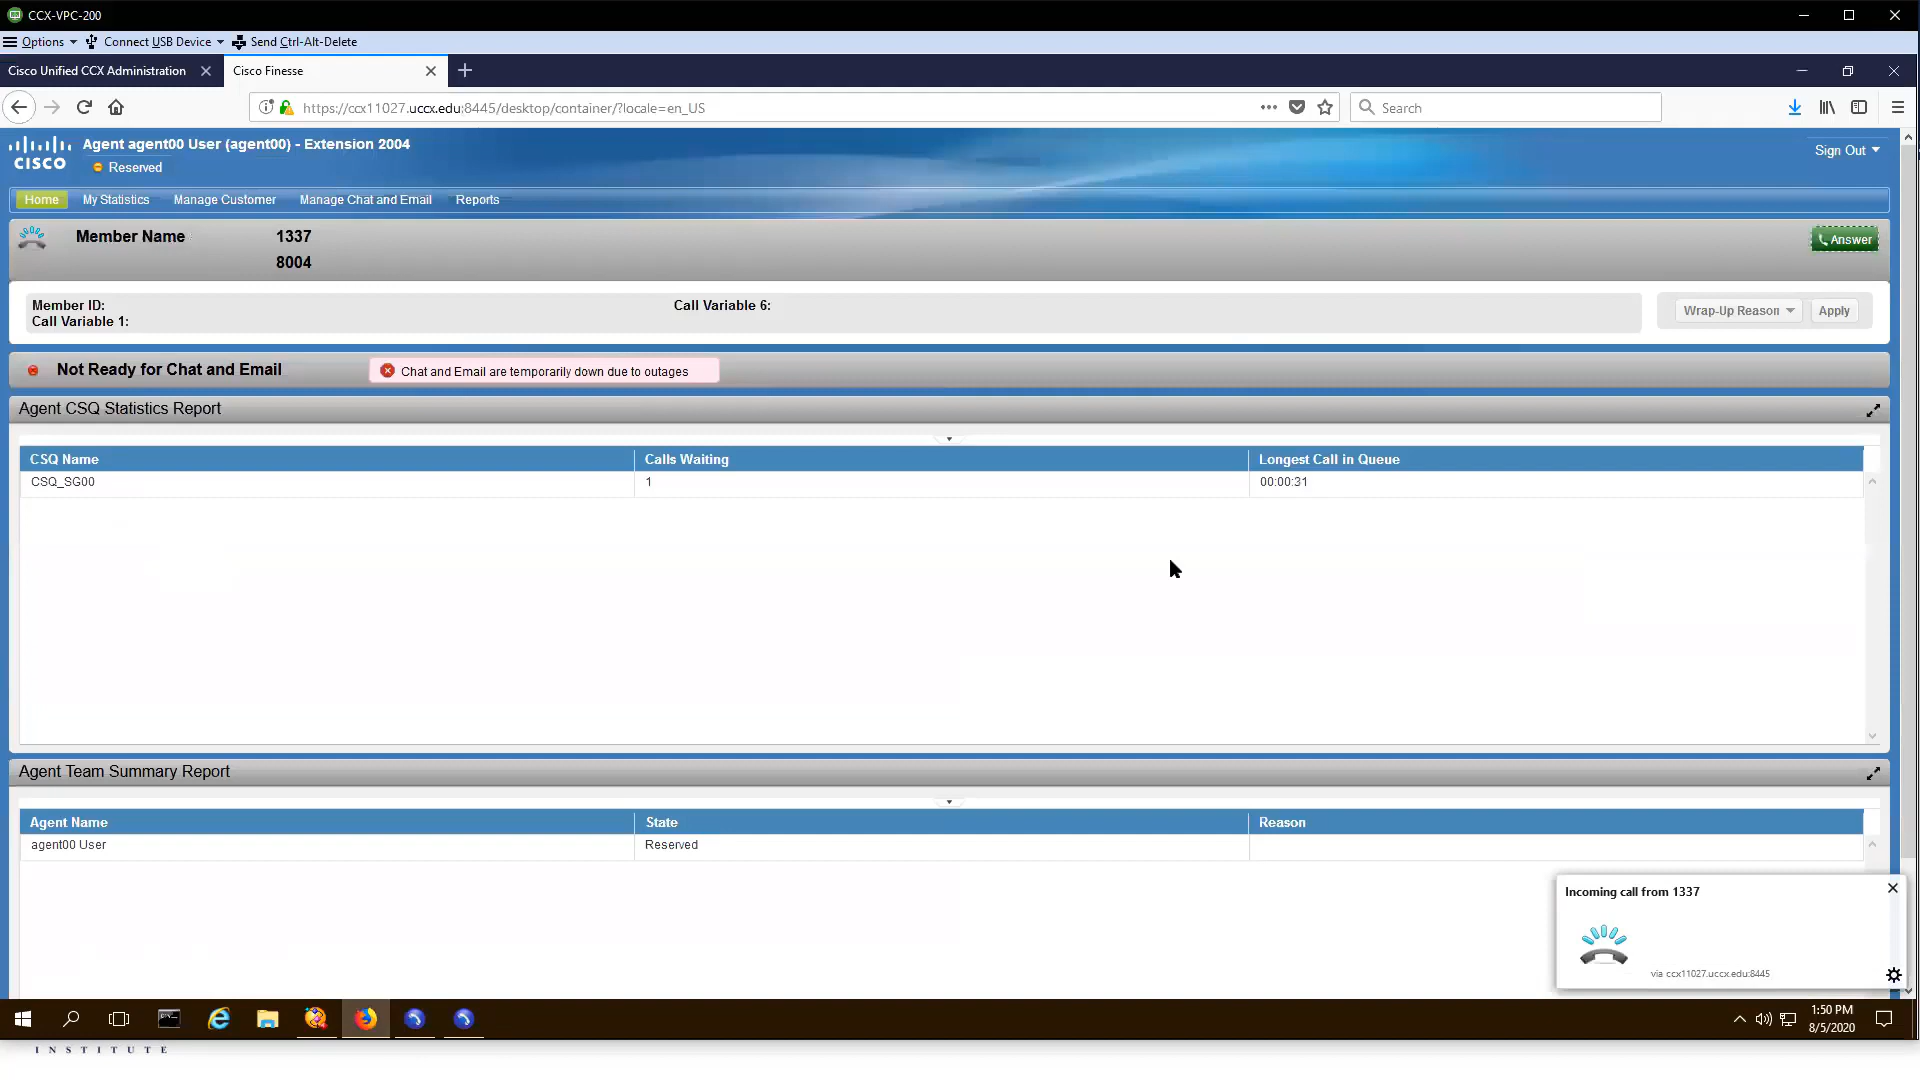 CCX-VPC-200
Options Connect USB Device Send Ctrl-Alt-Delete
Cisco Unified CCX Administration Cisco Finesse
https://ccx11027.uccx.edu:8445/desktop/container/?locale=en_US Search
CISCO Agent agent00 User (agent00) - Extension 2004
Reserved Sign Out
Home My Statistics Manage Customer Manage Chat and Email Reports
Member Name 1337 Answer
8004
Member ID: Call Variable 6:
Call Variable 1:
Wrap-Up Reason Apply
Not Ready for Chat and Email Chat and Email are temporarily down due to outages
Agent CSQ Statistics Report
CSQ Name Calls Waiting Longest Call in Queue
CSQ_SG00 1 00:00:31
Agent Team Summary Report
Agent Name State Reason
agent00 User Reserved
Incoming call from 1337
via ccx11027.uccx.edu:8445
1:50 PM
8/5/2020
INSTITUTE